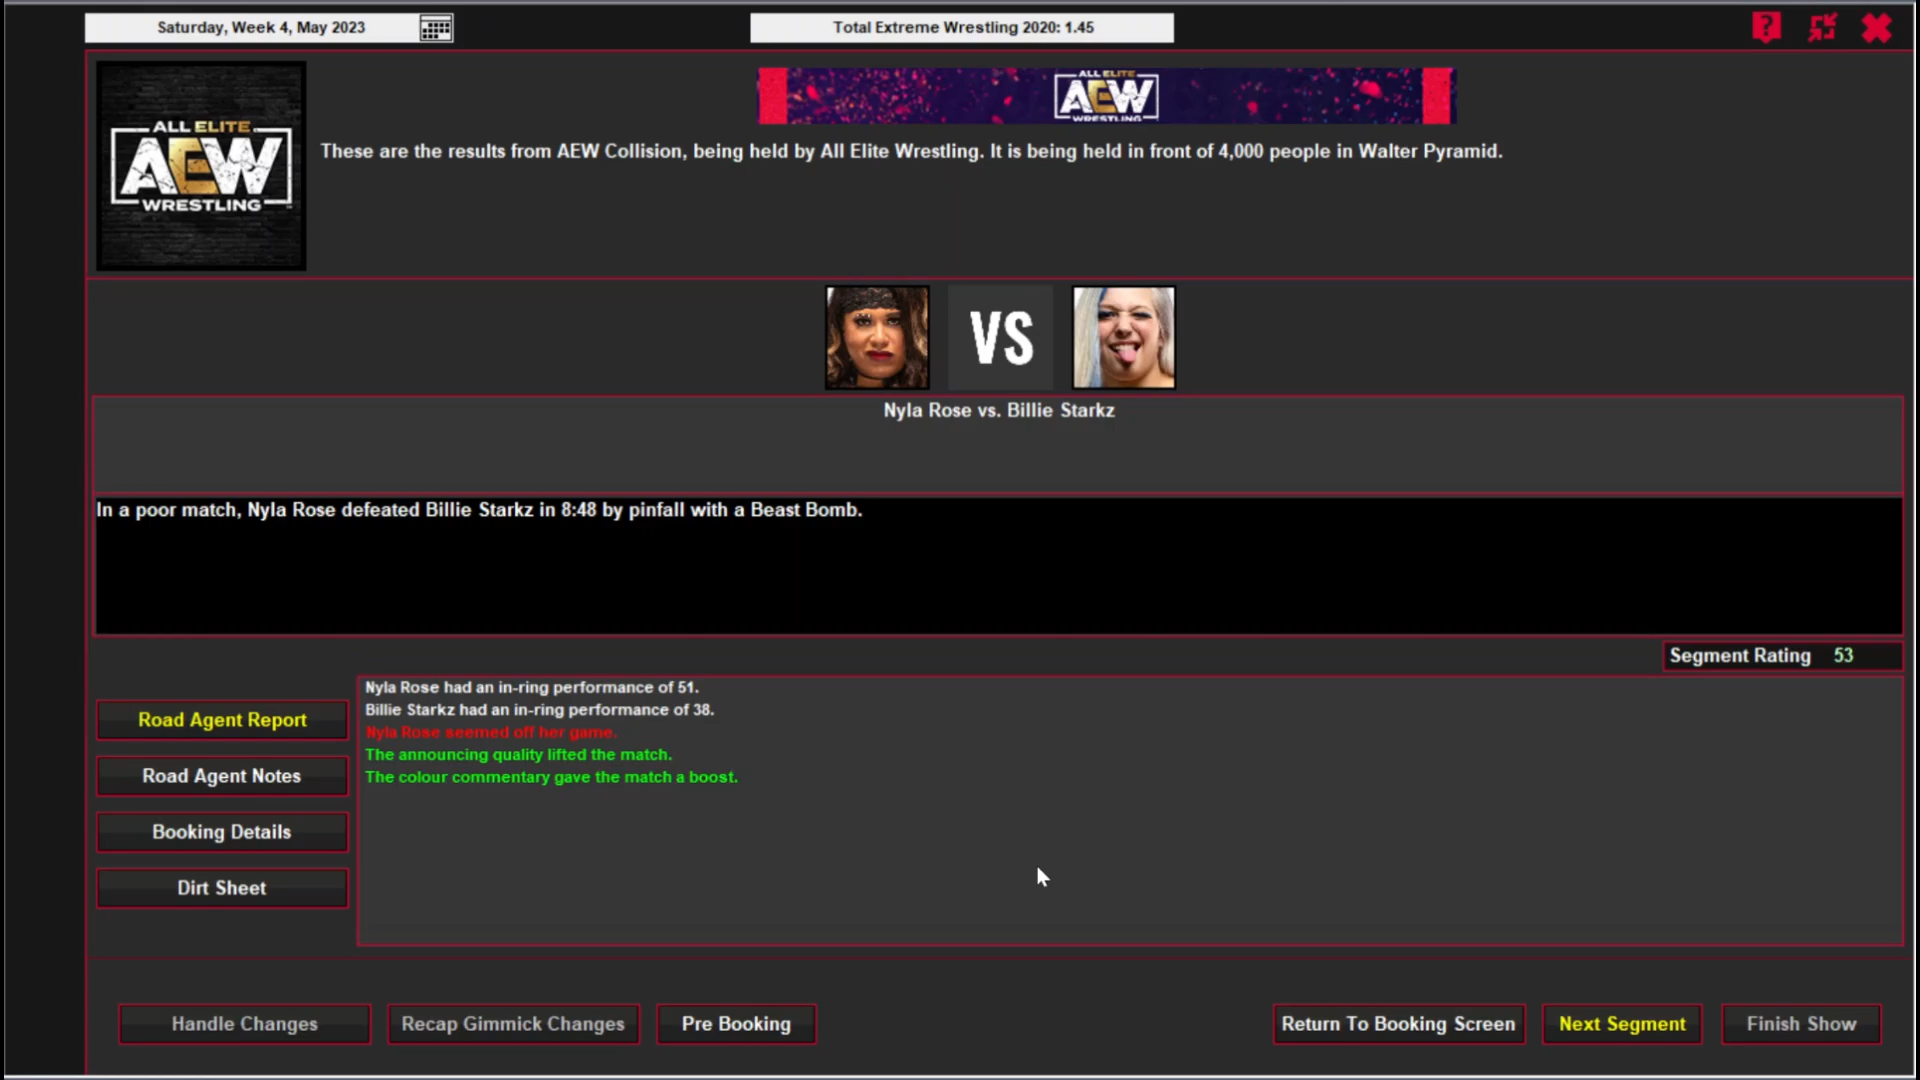 Saturday, Week 4, May 2023
Total Extreme Wrestling 2020: 1.45
ALL ELITE
AEW
WRESTLING
ALL ELITE
AEW
WRESTLING
These are the results from AEW Collision, being held by All Elite Wrestling. It is being held in front of 4,000 people in Walter Pyramid.
VS
Nyla Rose vs. Billie Starkz
In a poor match, Nyla Rose defeated Billie Starkz in 8:48 by pinfall with a Beast Bomb.
Segment Rating 53
Nyla Rose had an in-ring performance of 51.
Billie Starkz had an in-ring performance of 38.
Nyla Rose seemed off her game.
The announcing quality lifted the match.
The colour commentary gave the match a boost.
Road Agent Report
Road Agent Notes
Booking Details
Dirt Sheet
Handle Changes
Recap Gimmick Changes
Pre Booking
Return To Booking Screen
Next Segment
Finish Show